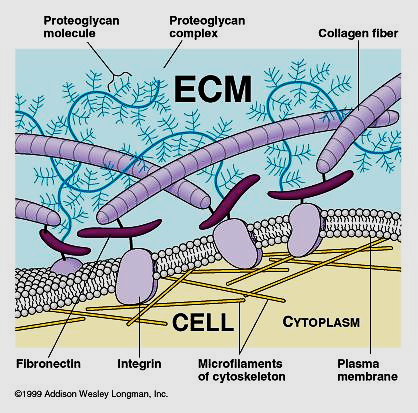 Proteoglycan
molecule
Proteoglycan
complex
Collagen fiber
ECM
CELL
CYTOPLASM
Fibronectin
Integrin
Microfilaments
of cytoskeleton
Plasma
membrane
©1999 Addison Wesley Longman, Inc.